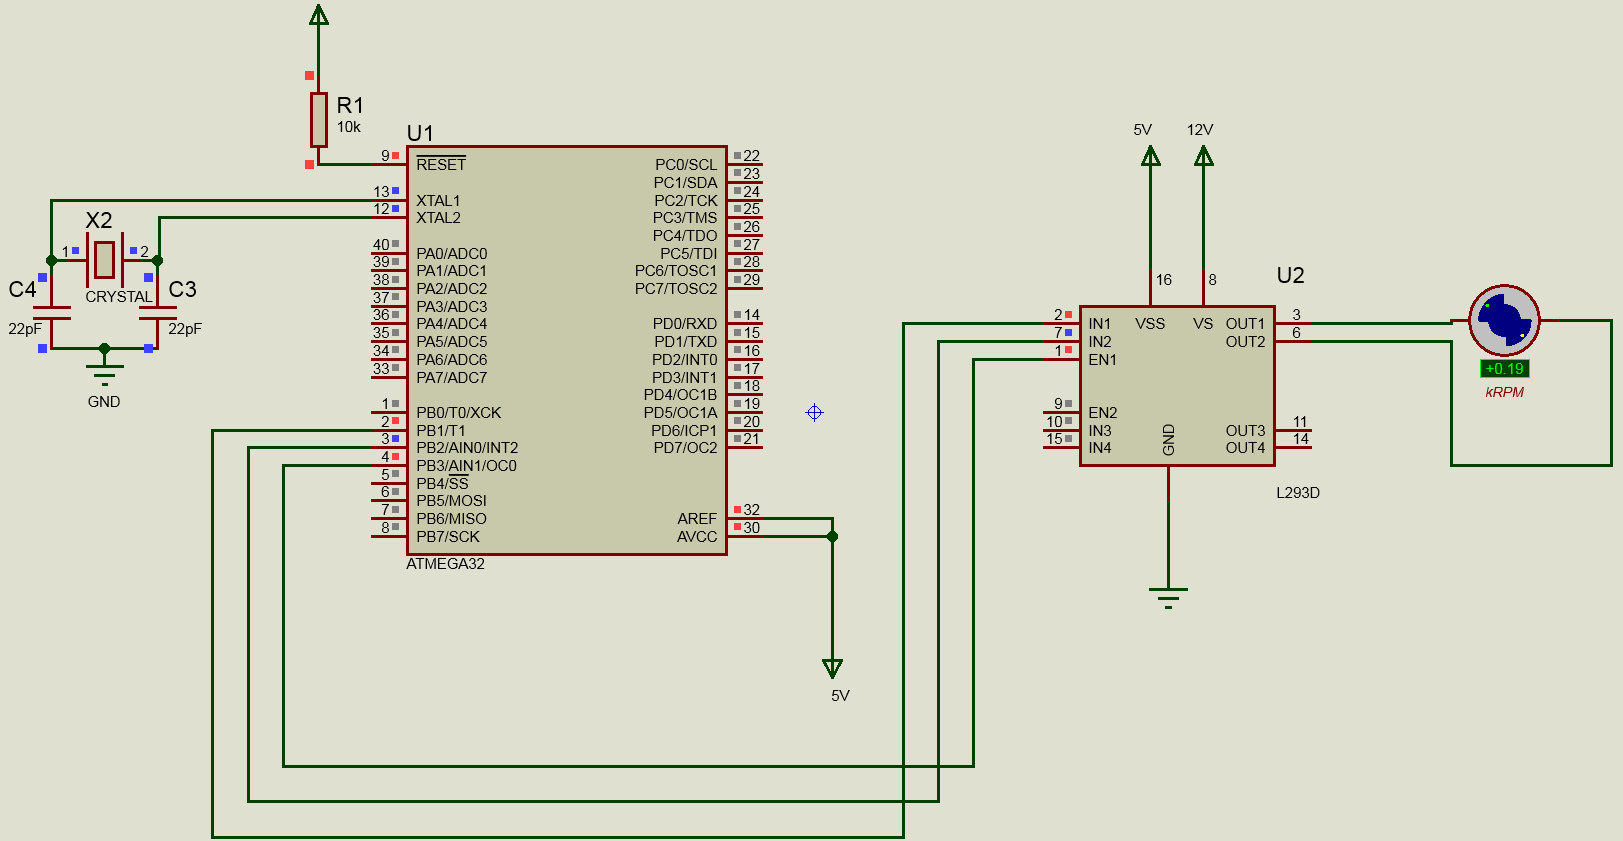 R1
10k
U1
9
RESET
13
XTAL1
12
XTAL2
40
PA0/ADC0
39
PA1/ADC1
38
PA2/ADC2
37
PA3/ADC3
36
PA4/ADC4
35
PA5/ADC5
34
PA6/ADC6
33
PA7/ADC7
1
PB0/T0/XCK
2
PB1/T1
3
PB2/AIN0/INT2
4
PB3/AIN1/OC0
5
PB4/SS
6
PB5/MOSI
7
PB6/MISO
8
PB7/SCK
PC0/SCL
22
PC1/SDA
23
PC2/TCK
24
PC3/TMS
25
PC4/TDO
26
PC5/TDI
27
PC6/TOSC1
28
PC7/TOSC2
29
PD0/RXD
14
PD1/TXD
15
PD2/INT0
16
PD3/INT1
17
PD4/OC1B
18
PD5/OC1A
19
PD6/ICP1
20
PD7/OC2
21
AREF
32
AVCC
30
ATMEGA32
X2
1
2
CRYSTAL
C4
22pF
C3
22pF
GND
5V
5V
12V
16
8
U2
2
IN1
7
IN2
1
EN1
9
EN2
10
IN3
15
IN4
VSS
VS
OUT1
3
OUT2
6
OUT3
11
OUT4
14
GND
L293D
+0.19
kRPM